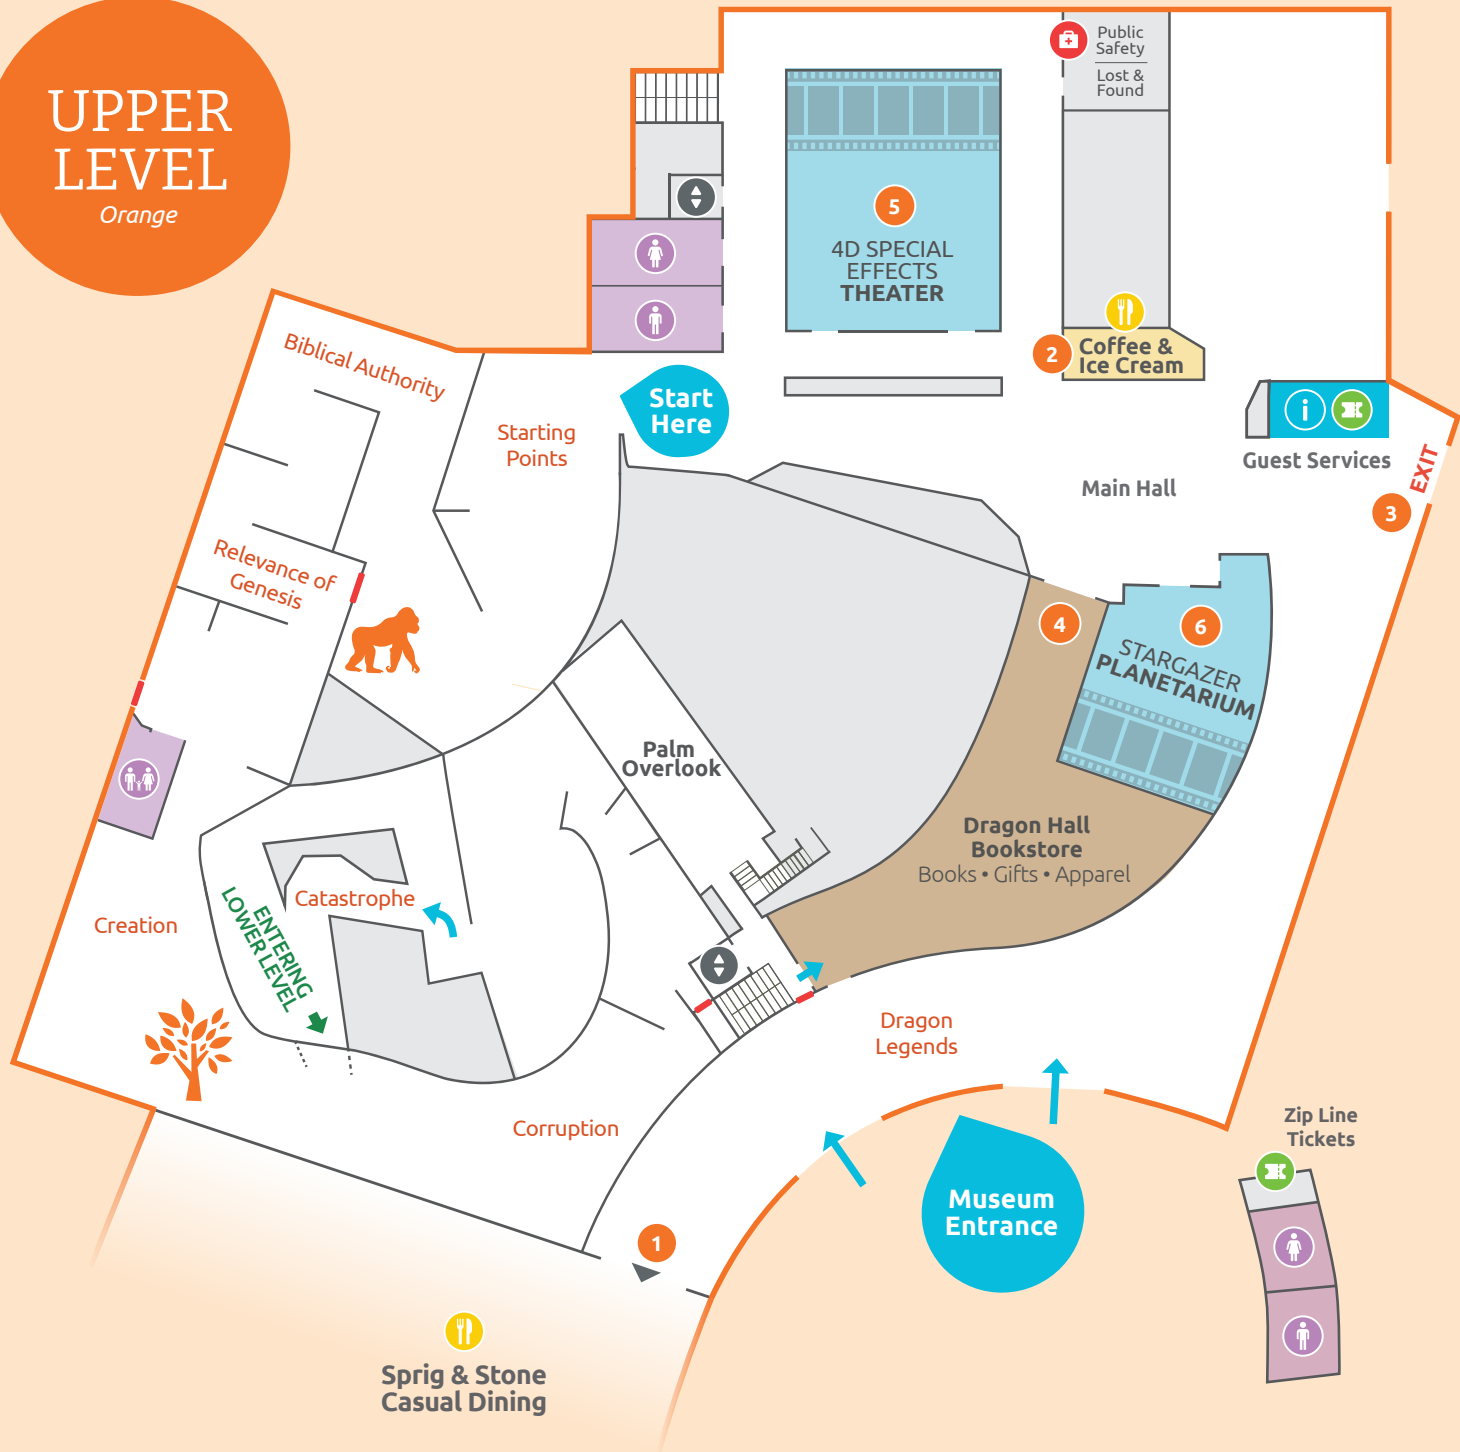 UPPER
LEVEL
Orange
Public
Safety
Lost &
Found
5
4D SPECIAL
EFFECTS
THEATER
2
Coffee &
Ice Cream
i
Guest Services
EXIT
3
Main Hall
Start
Here
Starting
Points
Biblical Authority
Relevance of
Genesis
4
6
STARGAZER
PLANETARIUM
Palm
Overlook
Dragon Hall
Bookstore
Books • Gifts • Apparel
Catastrophe
ENTERING
LOWER LEVEL
Creation
Dragon
Legends
Corruption
Museum
Entrance
Zip Line
Tickets
1
Sprig & Stone
Casual Dining